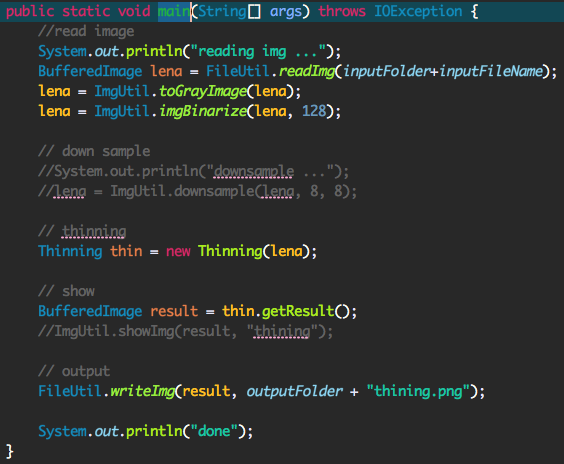 public static void main(String[] args) throws IOException {
//read image
System.out.println("reading img ...");
BufferedImage lena = FileUtil.readImg(inputFolder+inputFileName);
lena = ImgUtil.toGrayImage(lena);
lena = ImgUtil.imgBinarize(lena, 128);
// down sample
//System.out.println("downsample ...");
//lena = ImgUtil.downsample(lena, 8, 8);
// thinning
Thinning thin = new Thinning(lena);
// show
BufferedImage result = thin.getResult();
//ImgUtil.showImg(result, "thining");
// output
FileUtil.writeImg(result, outputFolder + "thining.png");
System.out.println("done");
}